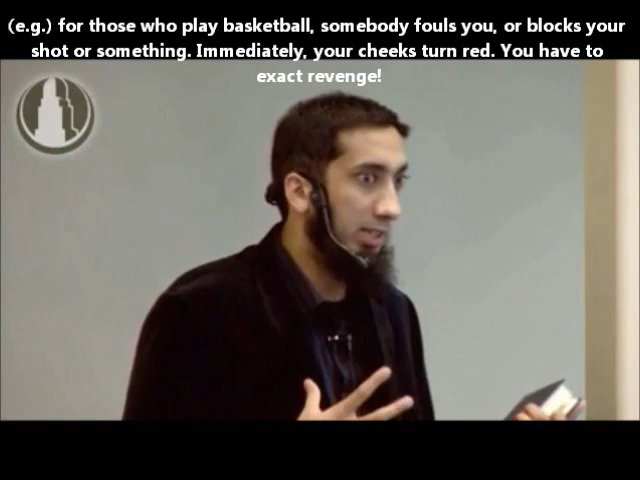 (e.g.) for those who play basketball, somebody fouls you, or blocks your
shot or something. Immediately, your cheeks turn red. You have to
exact revenge!